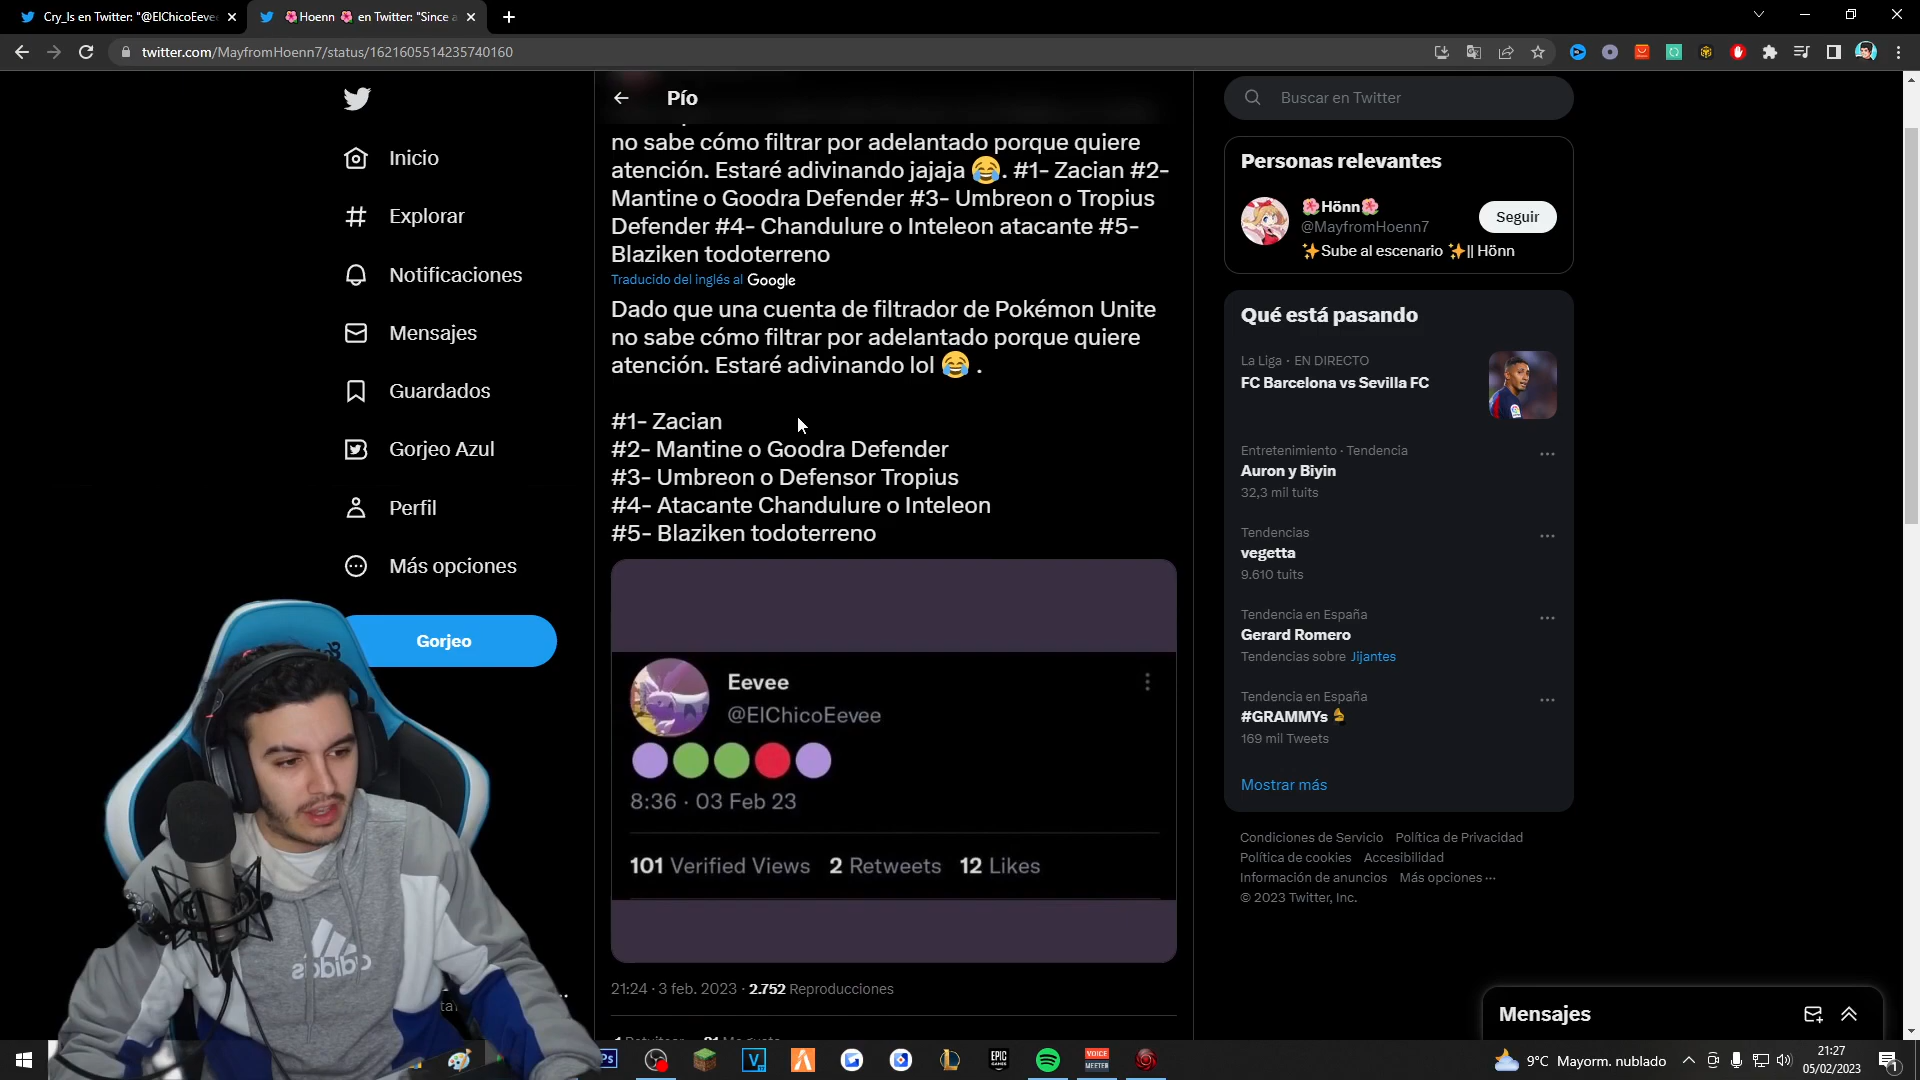 Cry_Is en Twitter: "@ElChicoEeve
🌸Hoenn 🌸 en Twitter: "Since a
twitter.com/MayfromHoenn7/status/1621605514235740160
Inicio
Explorar
Notificaciones
Mensajes
Guardados
Gorjeo Azul
Perfil
Más opciones
Gorjeo
Pío
no sabe cómo filtrar por adelantado porque quiere
atención. Estaré adivinando jajaja 😂. #1- Zacian #2-
Mantine o Goodra Defender #3- Umbreon o Tropius
Defender #4- Chandulure o Inteleon atacante #5-
Blaziken todoterreno
Traducido del inglés al Google
Dado que una cuenta de filtrador de Pokémon Unite
no sabe cómo filtrar por adelantado porque quiere
atención. Estaré adivinando lol 😂 .
#1- Zacian
#2- Mantine o Goodra Defender
#3- Umbreon o Defensor Tropius
#4- Atacante Chandulure o Inteleon
#5- Blaziken todoterreno
Eevee
@ElChicoEevee
8:36 · 03 Feb 23
101 Verified Views 2 Retweets 12 Likes
21:24 · 3 feb. 2023 · 2.752 Reproducciones
Buscar en Twitter
Personas relevantes
🌸Hönn🌸
@MayfromHoenn7
Seguir
✨Sube al escenario ✨|| Hönn
Qué está pasando
La Liga · EN DIRECTO
FC Barcelona vs Sevilla FC
Entretenimiento · Tendencia
Auron y Biyin
32,3 mil tuits
Tendencias
vegetta
9.610 tuits
Tendencia en España
Gerard Romero
Tendencias sobre Jijantes
Tendencia en España
#GRAMMYs
169 mil Tweets
Mostrar más
Condiciones de Servicio Política de Privacidad
Política de cookies Accesibilidad
Información de anuncios Más opciones ···
© 2023 Twitter, Inc.
Mensajes
adidas
Ps
EPIC GAMES
VOICE MEETER
9°C Mayorm. nublado
21:27
05/02/2023
1